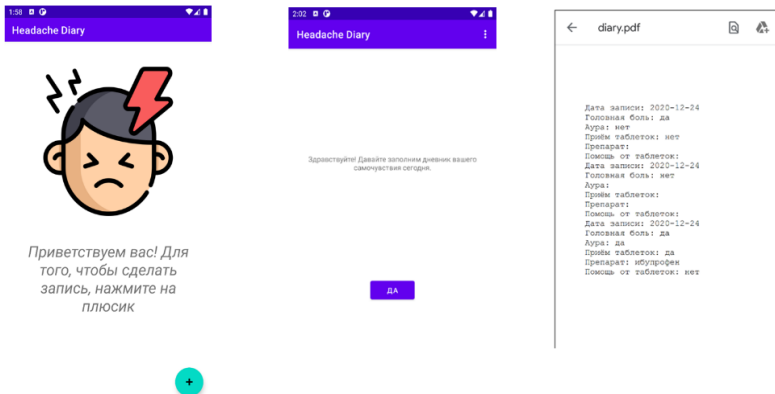 1:58
Headache Diary
Приветствуем вас! Для
того, чтобы сделать
запись, нажмите на
плюсик
+
2:02
Headache Diary
Здравствуйте! Давайте заполним дневник вашего
самочувствия сегодня.
ДА
diary.pdf
Дата записи: 2020-12-24
Головная боль: да
Аура: нет
Приём таблеток: нет
Препарат:
Помощь от таблеток:
Дата записи: 2020-12-24
Головная боль: нет
Аура:
Приём таблеток:
Препарат:
Помощь от таблеток:
Дата записи: 2020-12-24
Головная боль: да
Аура: да
Приём таблеток: да
Препарат: ибупрофен
Помощь от таблеток: нет